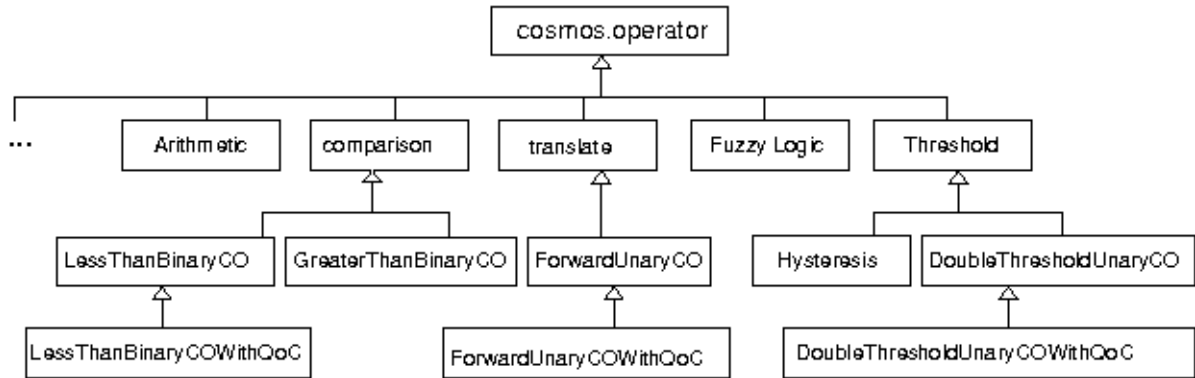 cosmos.operator
...
Arithmetic
comparison
translate
Fuzzy Logic
Threshold
LessThanBinaryCO
GreaterThanBinaryCO
ForwardUnaryCO
Hysteresis
DoubleThresholdUnaryCO
LessThanBinaryCOWithQoC
ForwardUnaryCOWithQoC
DoubleThresholdUnaryCOWithQoC